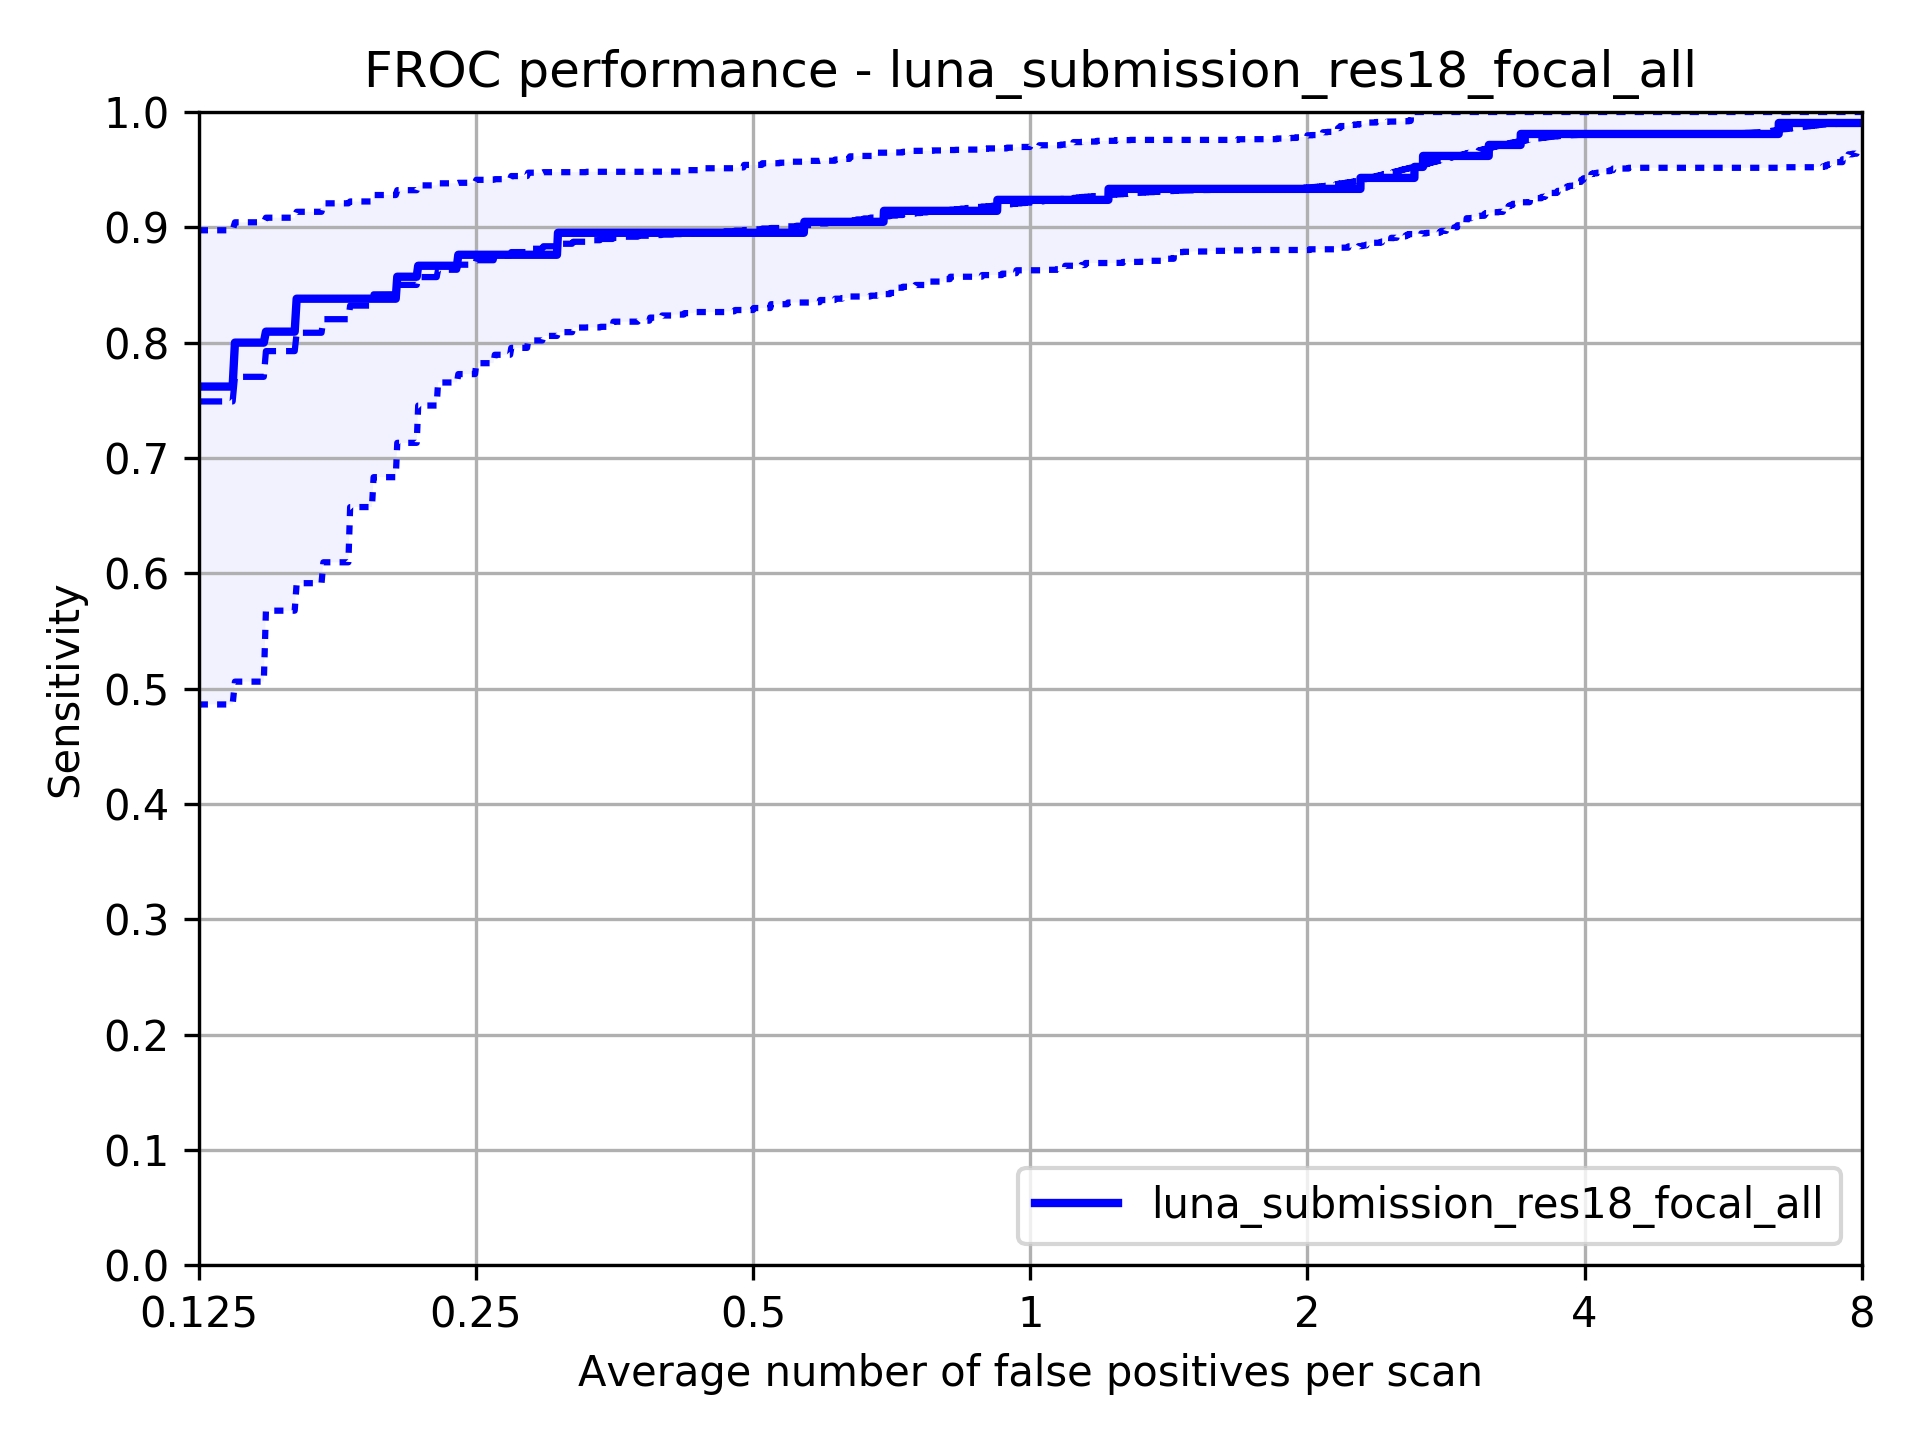 FROC performance - luna_submission_res18_focal_all
1.0
0.9
0.8
0.7
0.6
0.5
0.4
0.3
0.2
0.1
0.0
Sensitivity
luna_submission_res18_focal_all
0.125 0.25 0.5 1 2 4 8
Average number of false positives per scan